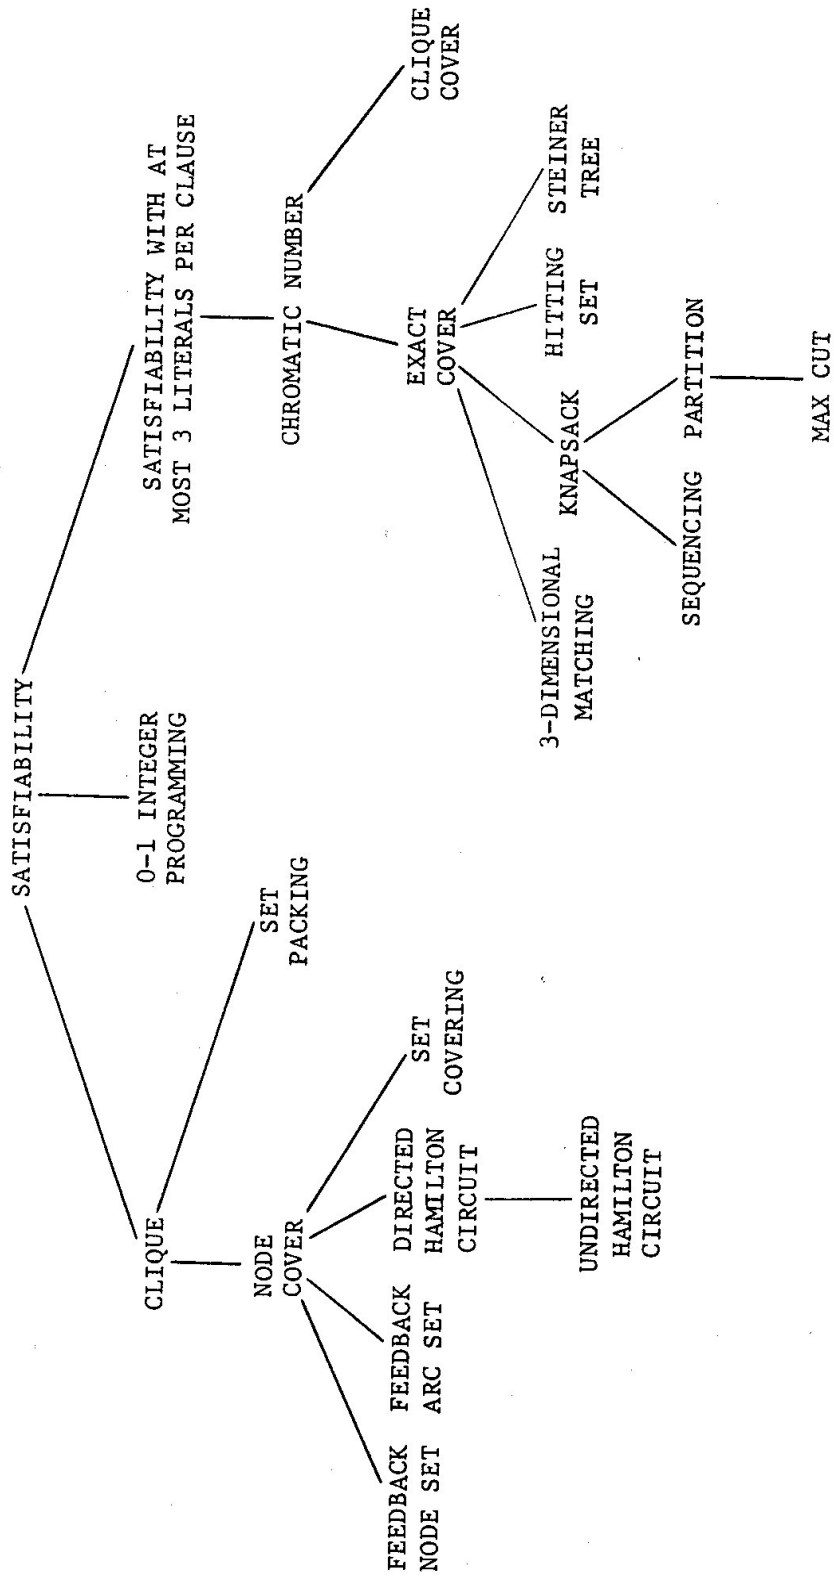 SATISFIABILITY
CLIQUE
0-1 INTEGER
PROGRAMMING
SATISFIABILITY WITH AT
MOST 3 LITERALS PER CLAUSE
NODE
COVER
SET
PACKING
CHROMATIC NUMBER
FEEDBACK
NODE SET
FEEDBACK
ARC SET
DIRECTED
HAMILTON
CIRCUIT
SET
COVERING
EXACT
COVER
CLIQUE
COVER
UNDIRECTED
HAMILTON
CIRCUIT
3-DIMENSIONAL
MATCHING
KNAPSACK
HITTING
SET
STEINER
TREE
SEQUENCING
PARTITION
MAX CUT